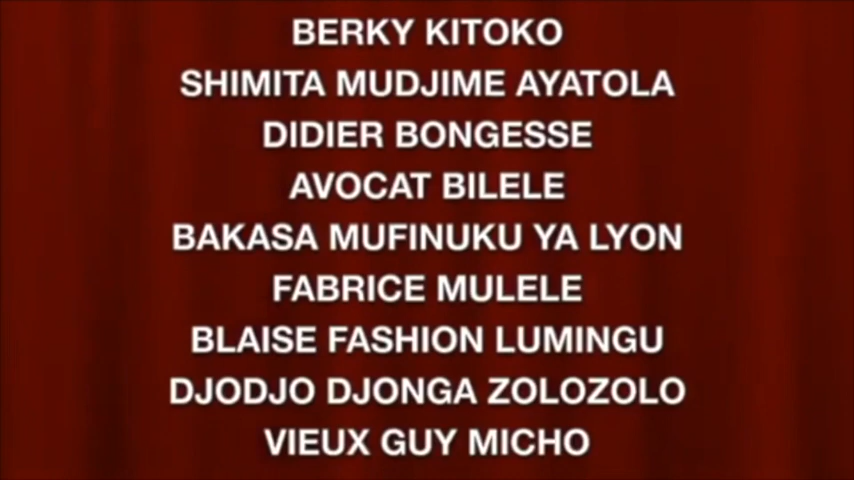 BERKY KITOKO
SHIMITA MUDJIME AYATOLA
DIDIER BONGESSE
AVOCAT BILELE
BAKASA MUFINUKU YA LYON
FABRICE MULELE
BLAISE FASHION LUMINGU
DJODJO DJONGA ZOLOZOLO
VIEUX GUY MICHO